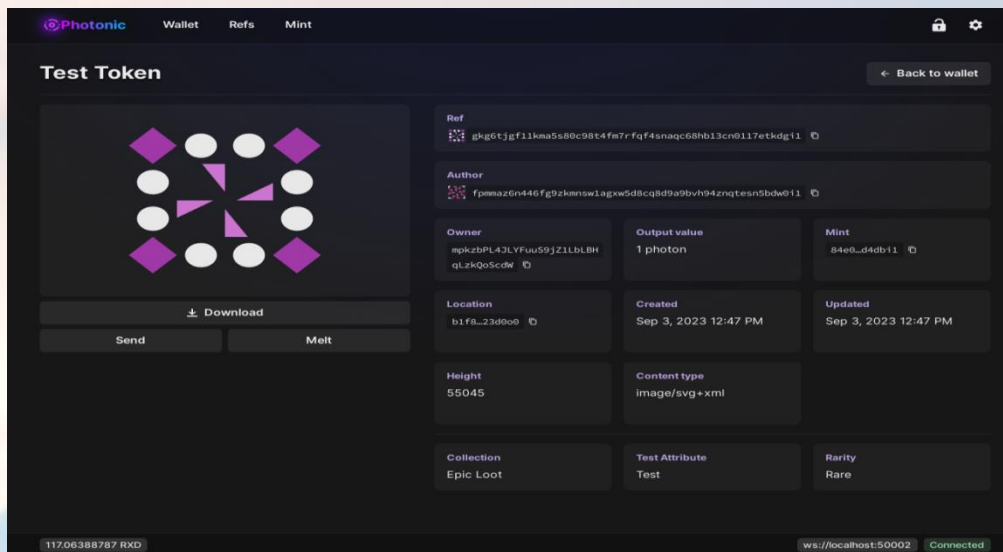 Photonic
Wallet
Refs
Mint
Test Token
← Back to wallet
Download
Send
Melt
Ref
gkg6tjgf11kma5s80c98t4fm7rfqf4snaqc68hb13cn0117etkdgi1
Author
fpmmaz6n446fg9zkmnsw1agxw5d8cq8d9a9bvh94znqtesn5bdw0i1
Owner
mpkzbPL4JLYFuuS9jZ1LbLBH
qLzkQoScdW
Output value
1 photon
Mint
84e0…d4dbi1
Location
b1f8…23d0o0
Created
Sep 3, 2023 12:47 PM
Updated
Sep 3, 2023 12:47 PM
Height
55045
Content type
image/svg+xml
Collection
Epic Loot
Test Attribute
Test
Rarity
Rare
117.06388787 RXD
ws://localhost:50002
Connected